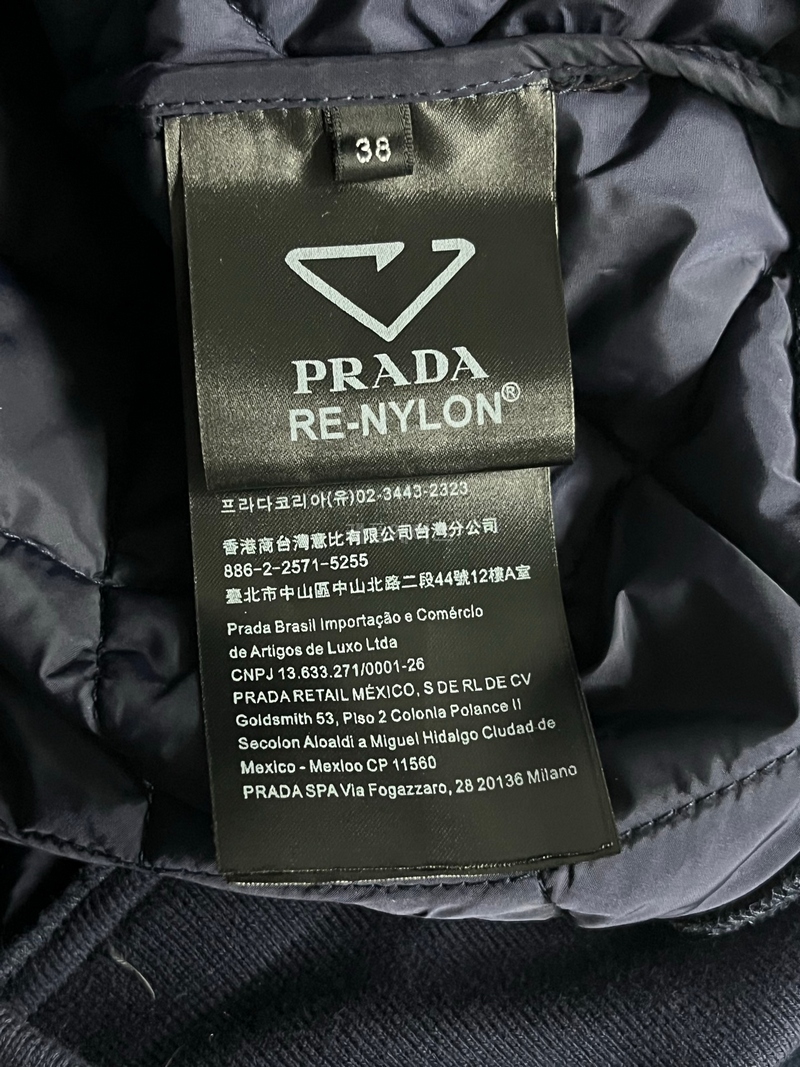 38
PRADA
RE-NYLON®
프라다코리아(유)02-3443-2323
香港商台灣意比有限公司台灣分公司
886-2-2571-5255
臺北市中山區中山北路二段44號12樓A室
Prada Brasil Importação e Comércio
de Artigos de Luxo Ltda
CNPJ 13.633.271/0001-26
PRADA RETAIL MÉXICO, S DE RL DE CV
Goldsmith 53, Plso 2 Colonla Polance II
Secolon Aloaldi a Miguel Hidalgo Ciudad de
Mexico - Mexloo CP 11560
PRADA SPA Via Fogazzaro, 28 20136 Milano